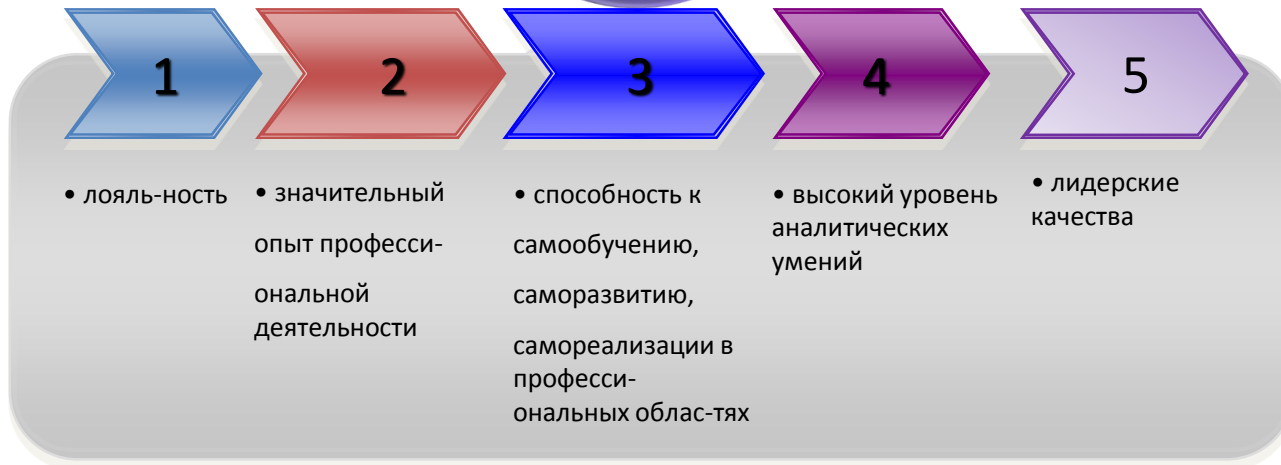 1
2
3
4
5
• лояль-ность
• значительный
опыт професси-
ональной
деятельности
• способность к
самообучению,
саморазвитию,
самореализации в
професси-
ональных облас-тях
• высокий уровень
аналитических
умений
• лидерские
качества